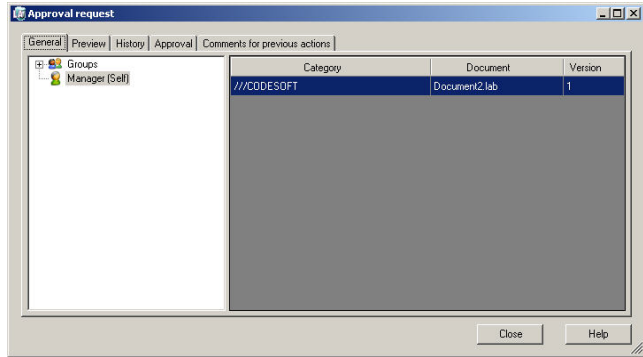 Approval request
General Preview History Approval Comments for previous actions
Groups
Manager (Self)
Category Document Version
///CODESOFT Document2.lab 1
Close Help